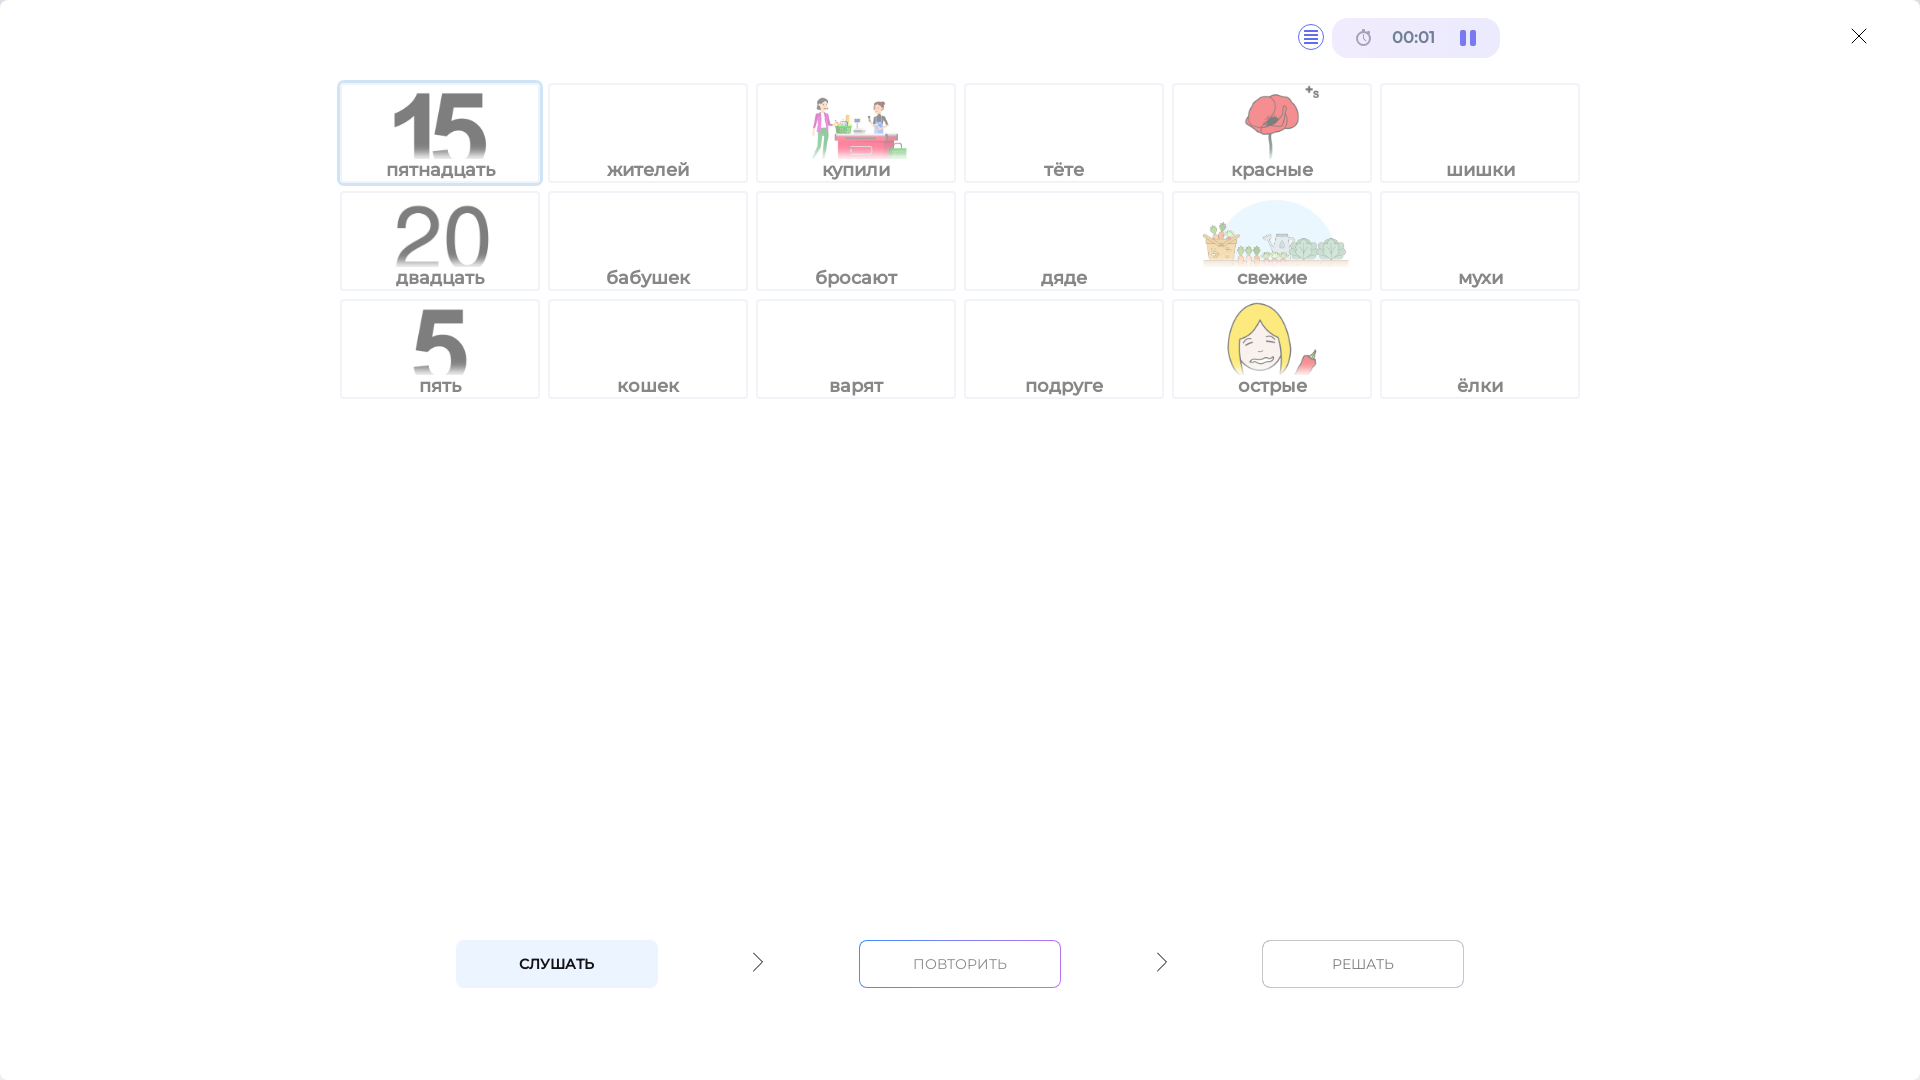 00:01
15
+s
пятнадцать жителей купили тёте красные шишки
20
двадцать бабушек бросают дяде свежие мухи
5
пять кошек варят подруге острые ёлки
СЛУШАТЬ ПОВТОРИТЬ РЕШАТЬ